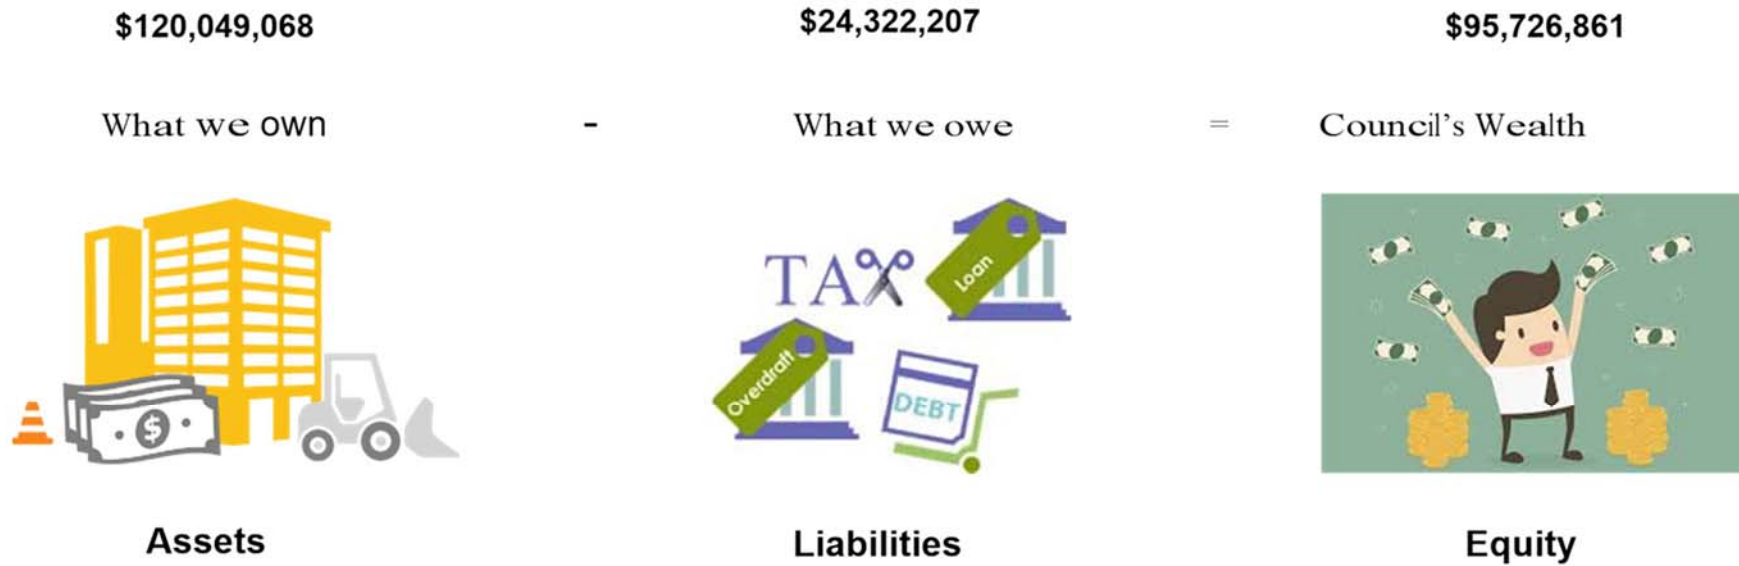 $120,049,068 $24,322,207 $95,726,861
What we own - What we owe = Council's Wealth
TAX
Loan
Overdraft
DEBT
$
Assets Liabilities Equity